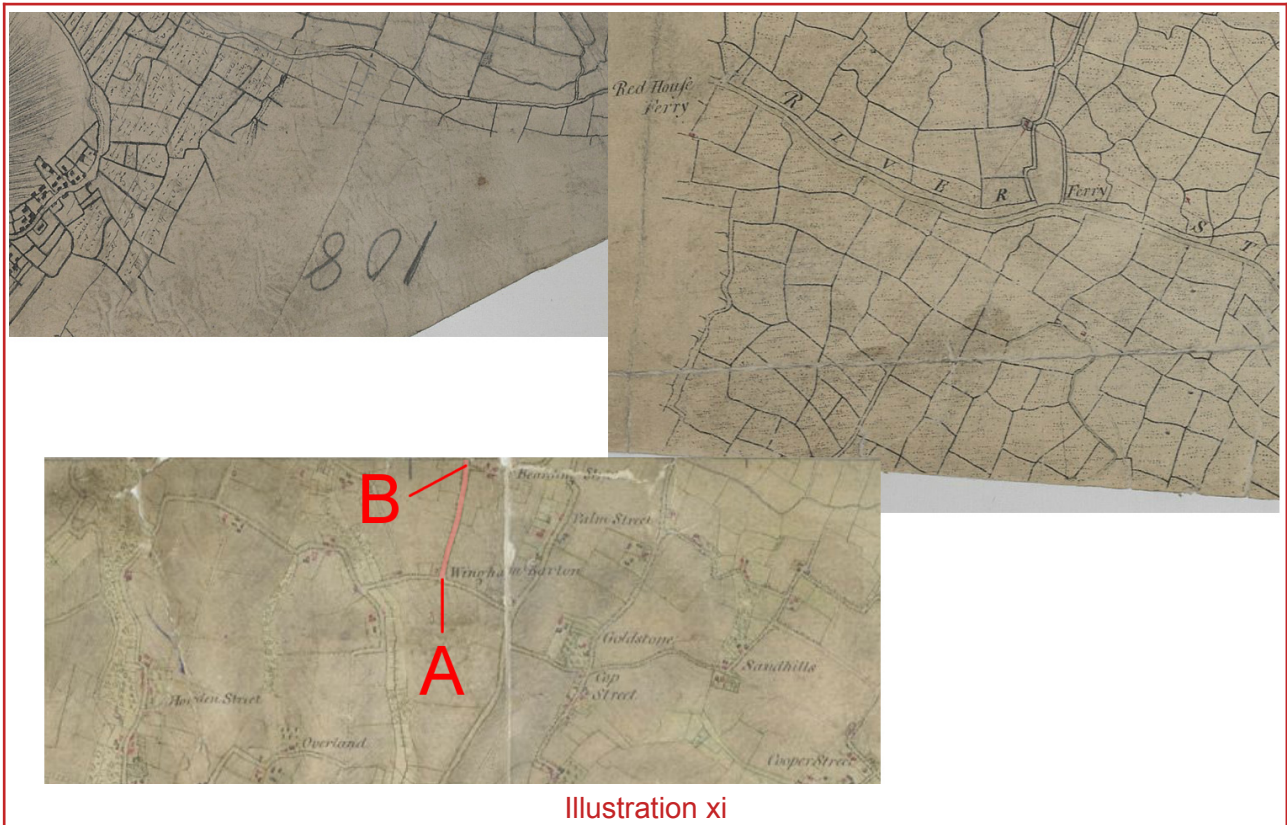 801
Red House
Ferry
R I V E R
Ferry
S T
B
Palm Street
Wingham Barton
A
Goldstone
Sandhills
Cop
Street
Overland
Cooper Street
Illustration xi